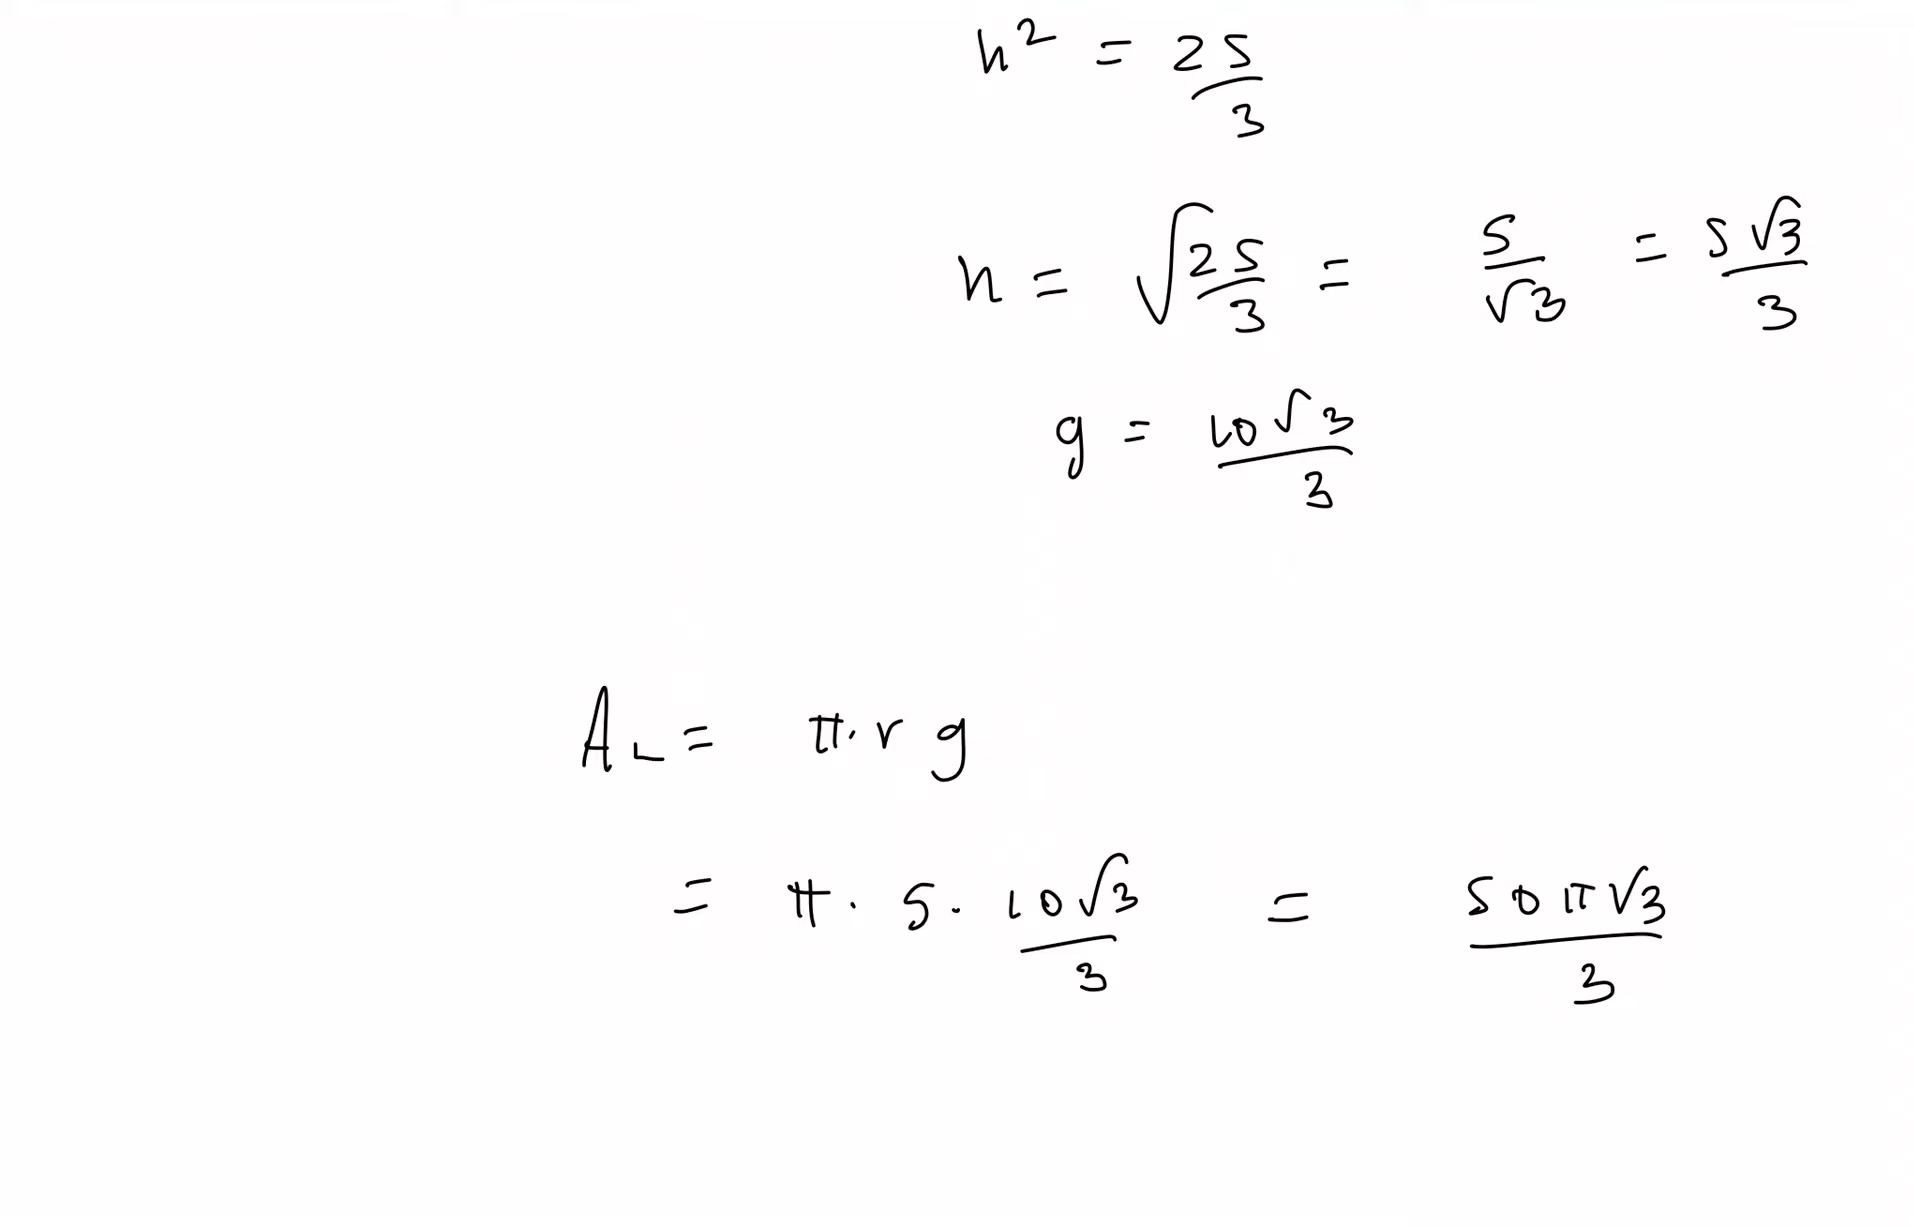 h² = 25/3
h = √(25/3) = 5/√3 = 5√3/3
g = 10√3/3
A_L = π · r g
= π · 5 · 10√3/3 = 50π√3/3